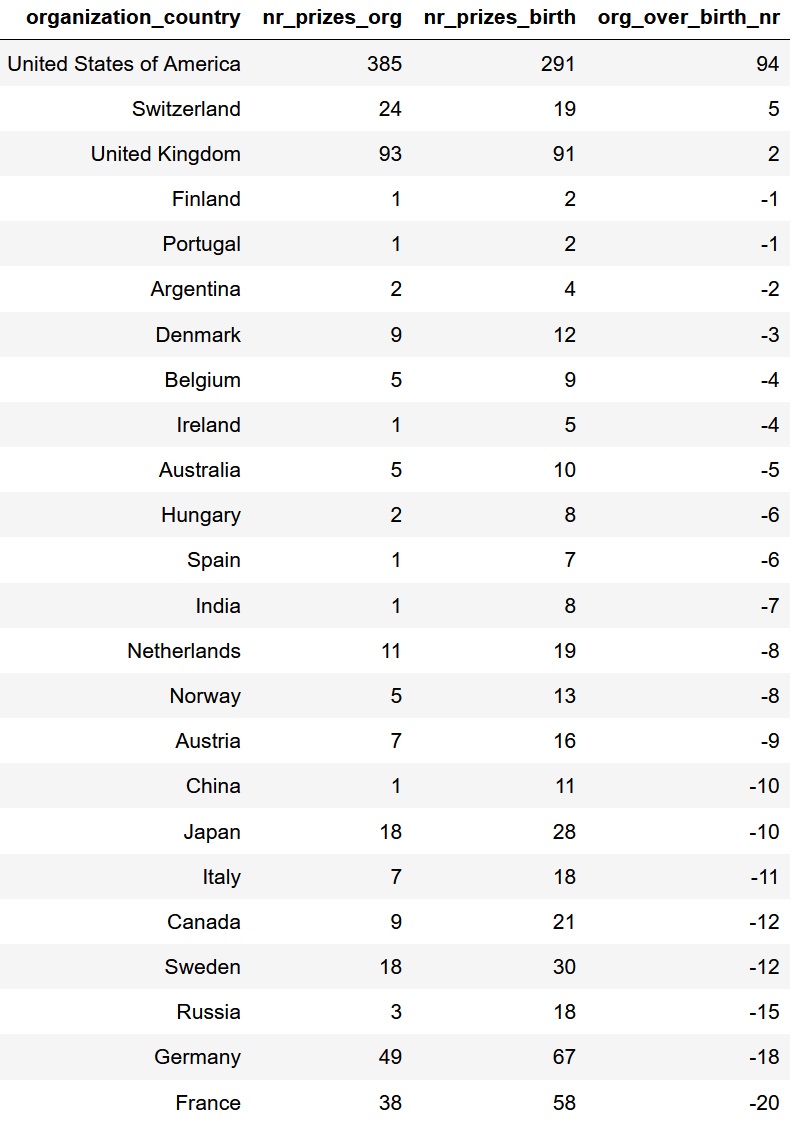 organization_country nr_prizes_org nr_prizes_birth org_over_birth_nr
United States of America 385 291 94
Switzerland 24 19 5
United Kingdom 93 91 2
Finland 1 2 -1
Portugal 1 2 -1
Argentina 2 4 -2
Denmark 9 12 -3
Belgium 5 9 -4
Ireland 1 5 -4
Australia 5 10 -5
Hungary 2 8 -6
Spain 1 7 -6
India 1 8 -7
Netherlands 11 19 -8
Norway 5 13 -8
Austria 7 16 -9
China 1 11 -10
Japan 18 28 -10
Italy 7 18 -11
Canada 9 21 -12
Sweden 18 30 -12
Russia 3 18 -15
Germany 49 67 -18
France 38 58 -20